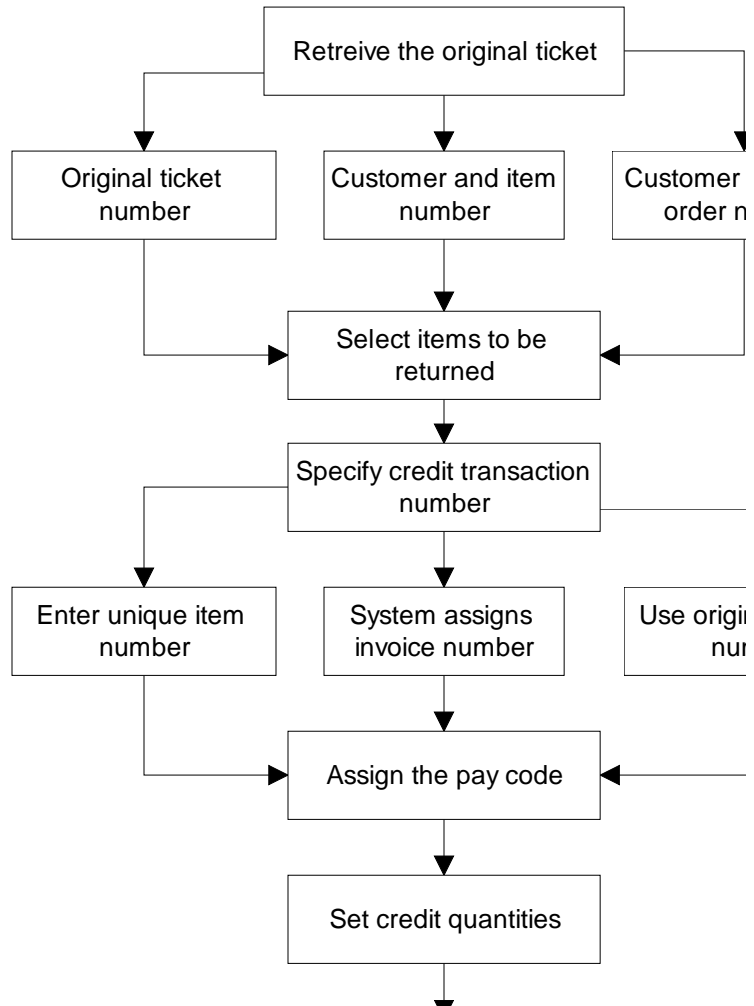 Retreive the original ticket
Original ticket
number
Customer and item
number
Customer
order
Select items to be
returned
Specify credit transaction
number
Enter unique item
number
System assigns
invoice number
Use
Assign the pay code
Set credit quantities